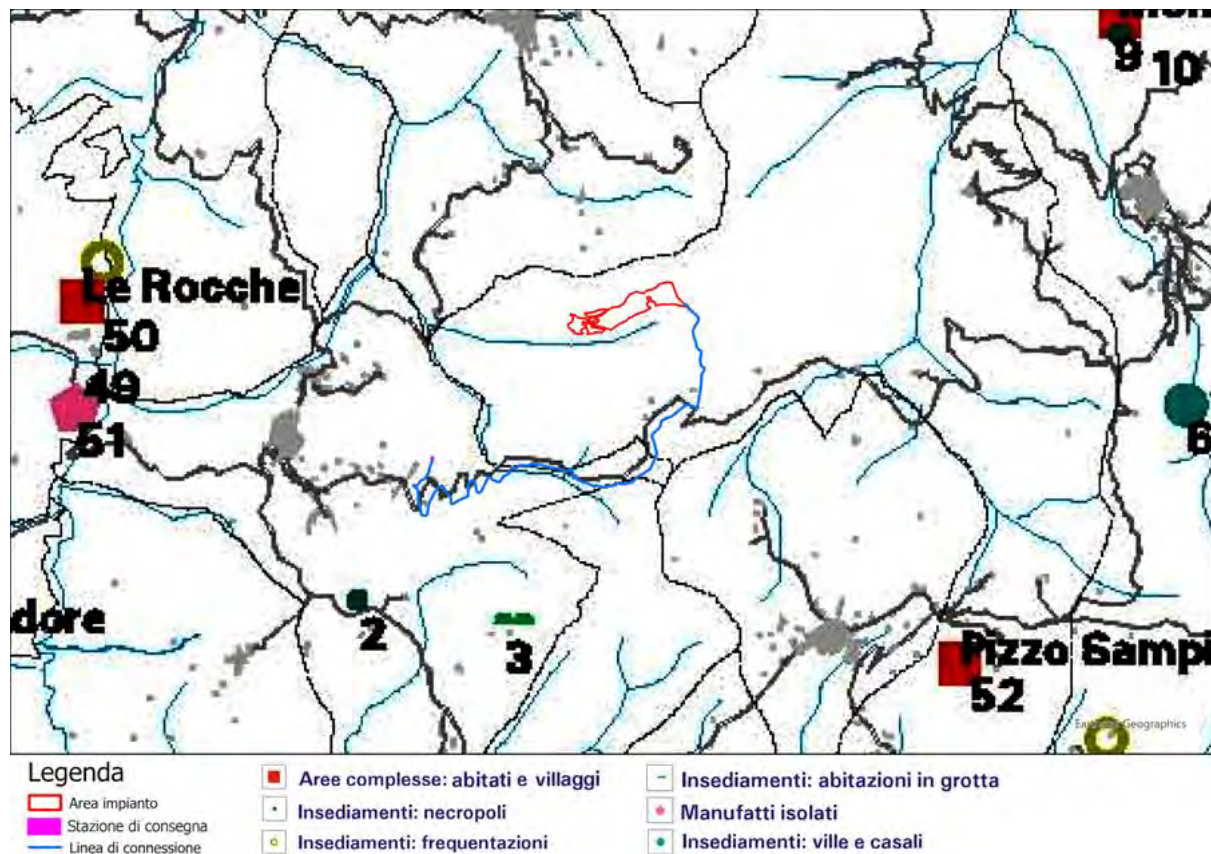 9
10
Le Rocche
50
49
51
6
dore
2
3
Pizzo Sampi
52
Geographics
Legenda
Area impianto
Stazione di consegna
Linea di connessione
Aree complesse: abitati e villaggi
Insediamenti: necropoli
Insediamenti: frequentazioni
Insediamenti: abitazioni in grotta
Manufatti isolati
Insediamenti: ville e casali